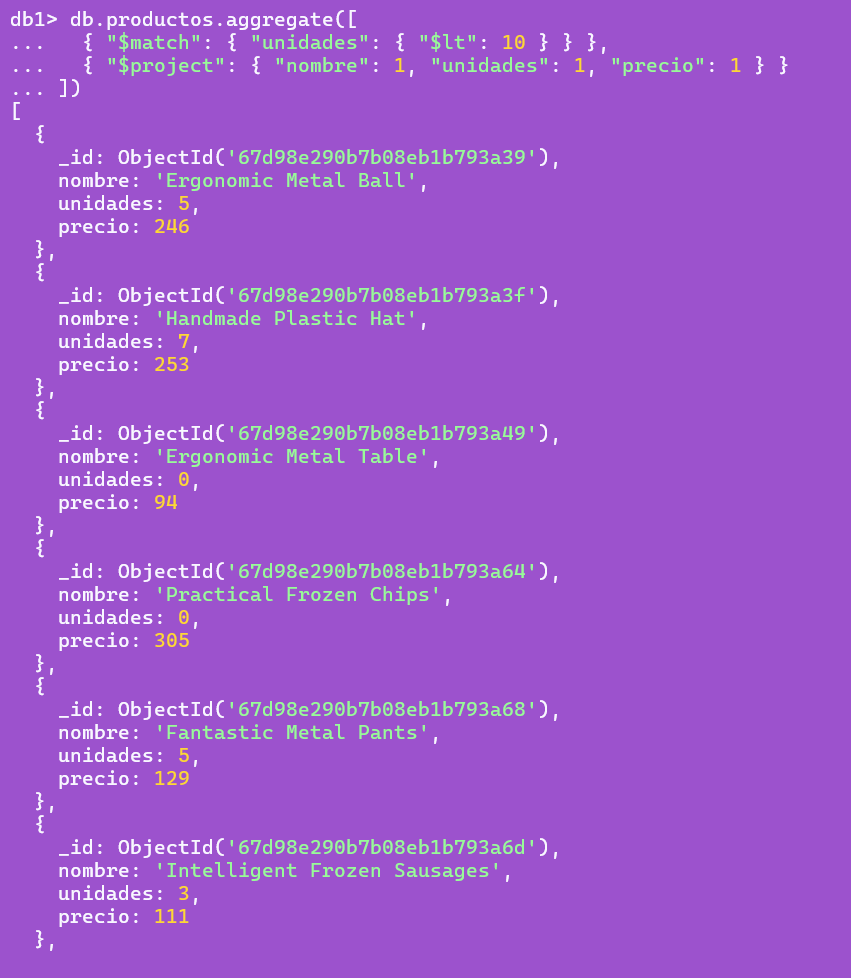 db1> db.productos.aggregate([
...   { "$match": { "unidades": { "$lt": 10 } } },
...   { "$project": { "nombre": 1, "unidades": 1, "precio": 1 } }
... ])
[
  {
    _id: ObjectId('67d98e290b7b08eb1b793a39'),
    nombre: 'Ergonomic Metal Ball',
    unidades: 5,
    precio: 246
  },
  {
    _id: ObjectId('67d98e290b7b08eb1b793a3f'),
    nombre: 'Handmade Plastic Hat',
    unidades: 7,
    precio: 253
  },
  {
    _id: ObjectId('67d98e290b7b08eb1b793a49'),
    nombre: 'Ergonomic Metal Table',
    unidades: 0,
    precio: 94
  },
  {
    _id: ObjectId('67d98e290b7b08eb1b793a64'),
    nombre: 'Practical Frozen Chips',
    unidades: 0,
    precio: 305
  },
  {
    _id: ObjectId('67d98e290b7b08eb1b793a68'),
    nombre: 'Fantastic Metal Pants',
    unidades: 5,
    precio: 129
  },
  {
    _id: ObjectId('67d98e290b7b08eb1b793a6d'),
    nombre: 'Intelligent Frozen Sausages',
    unidades: 3,
    precio: 111
  },